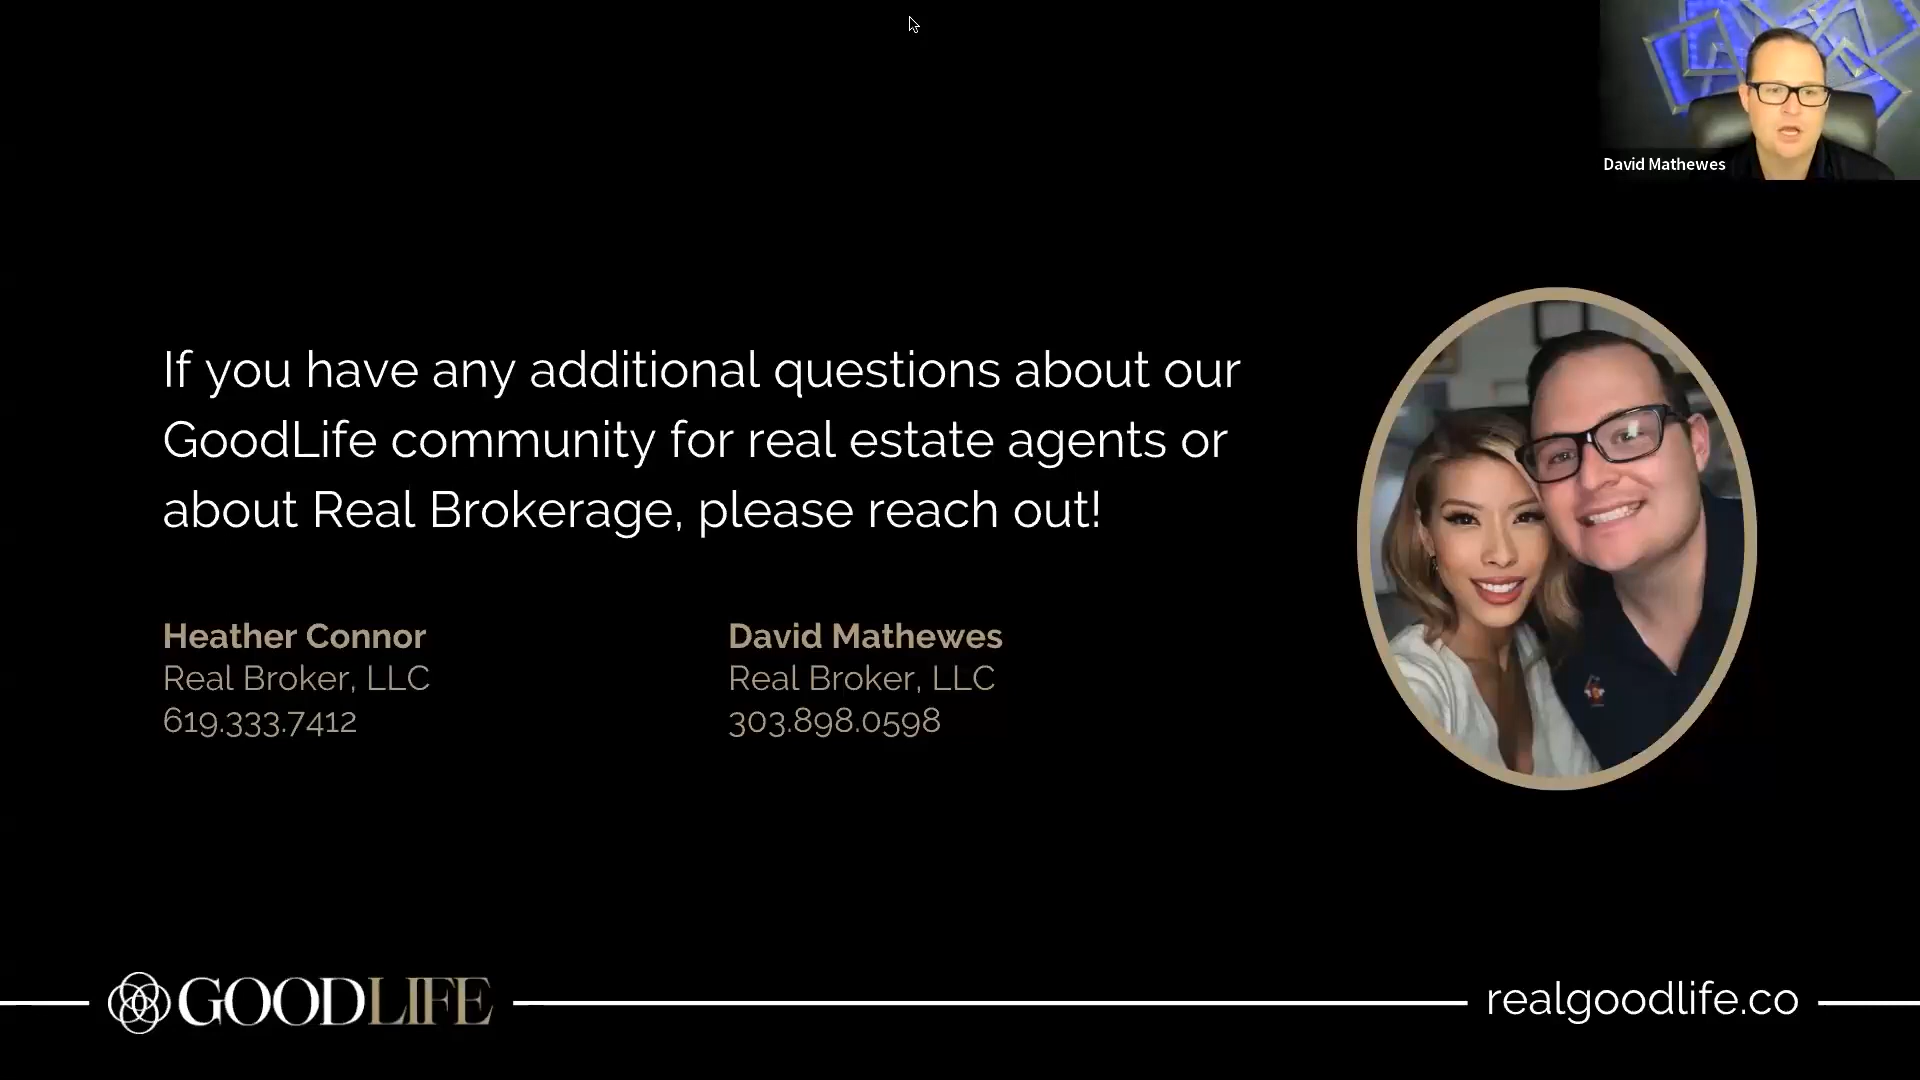 David Mathewes
If you have any additional questions about our
GoodLife community for real estate agents or
about Real Brokerage, please reach out!
Heather Connor
Real Broker, LLC
619.333.7412
David Mathewes
Real Broker, LLC
303.898.0598
GOODLIFE
realgoodlife.co